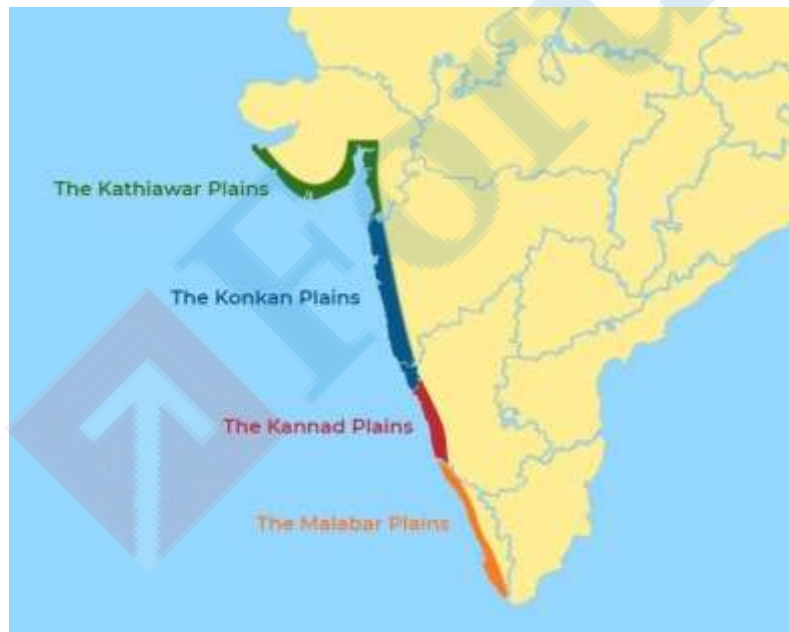 The Kathiawar Plains
The Konkan Plains
The Kannad Plains
The Malabar Plains